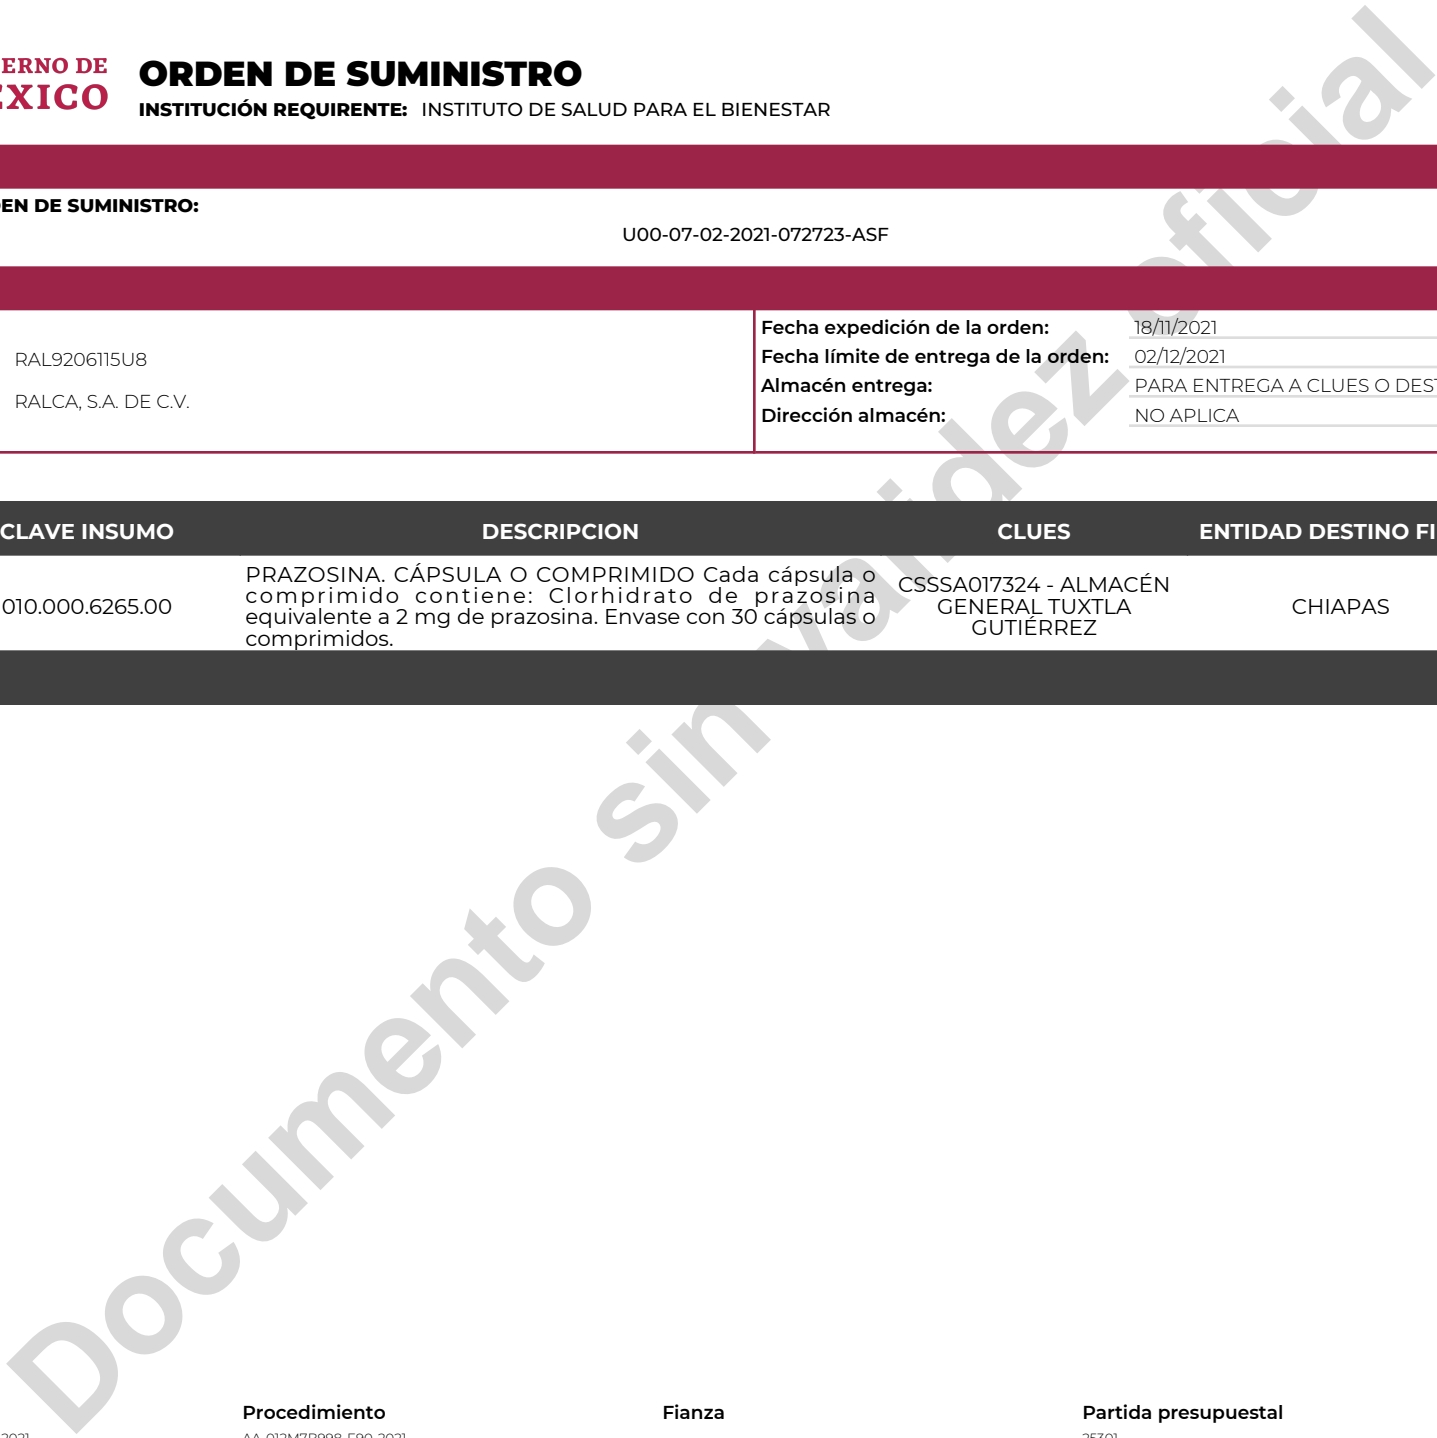 ERNO DE
ÉXICO
ORDEN DE SUMINISTRO
INSTITUCIÓN REQUIRENTE: INSTITUTO DE SALUD PARA EL BIENESTAR
EN DE SUMINISTRO:
U00-07-02-2021-072723-ASF
RAL9206115U8
RALCA, S.A. DE C.V.
Fecha expedición de la orden: 18/11/2021
Fecha límite de entrega de la orden: 02/12/2021
Almacén entrega: PARA ENTREGA A CLUES O DEST
Dirección almacén: NO APLICA
CLAVE INSUMO DESCRIPCION CLUES ENTIDAD DESTINO FI
010.000.6265.00
PRAZOSINA. CÁPSULA O COMPRIMIDO Cada cápsula o
comprimido contiene: Clorhidrato de prazosina
equivalente a 2 mg de prazosina. Envase con 30 cápsulas o
comprimidos.
CSSSA017324 - ALMACÉN
GENERAL TUXTLA
GUTIÉRREZ
CHIAPAS
Documento sin validez oficial
Procedimiento Fianza Partida presupuestal